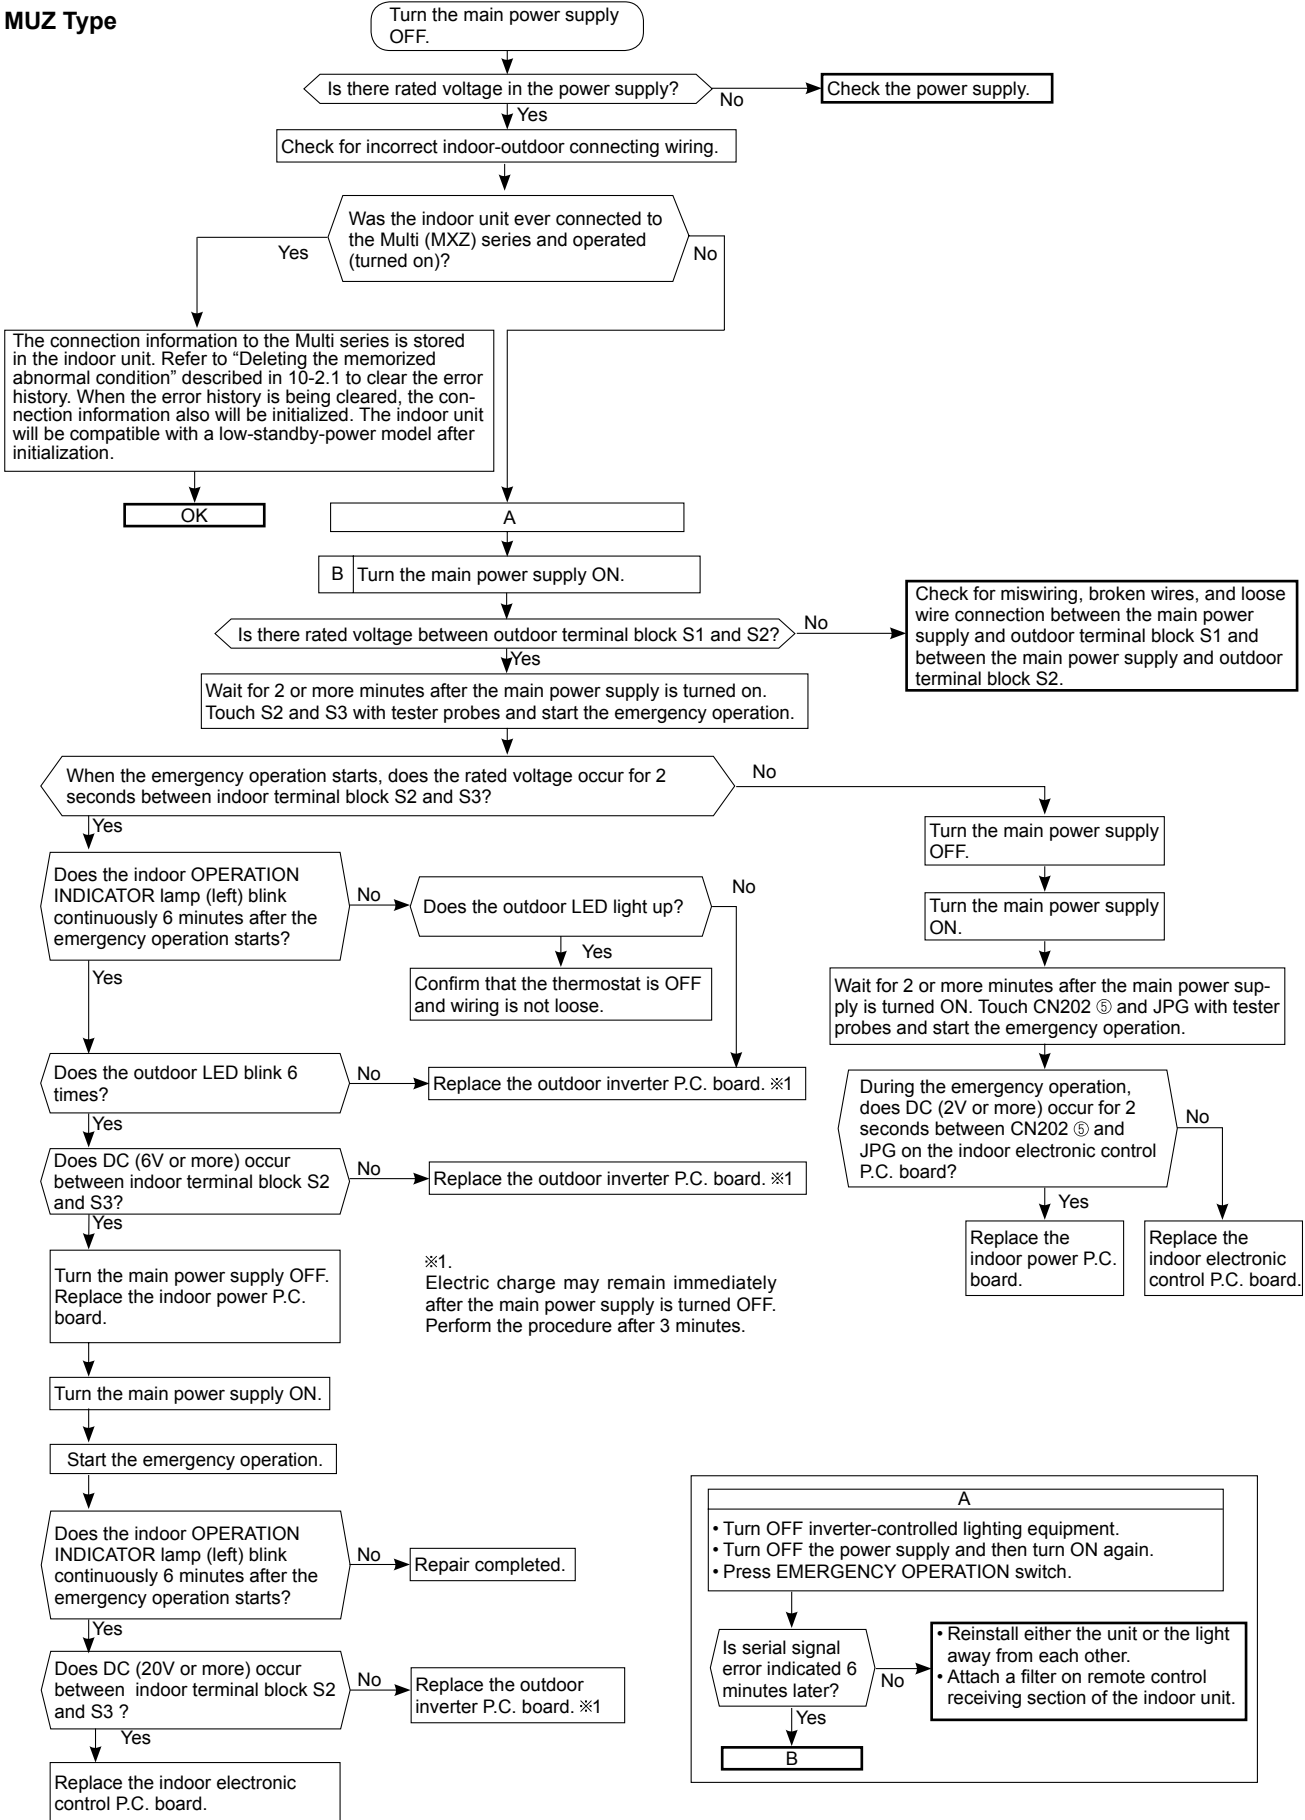 MUZ Type
Turn the main power supply
OFF.
Is there rated voltage in the power supply?
No
Check the power supply.
Yes
Check for incorrect indoor-outdoor connecting wiring.
Was the indoor unit ever connected to
the Multi (MXZ) series and operated
(turned on)?
Yes
No
The connection information to the Multi series is stored
in the indoor unit. Refer to “Deleting the memorized
abnormal condition” described in 10-2.1 to clear the error
history. When the error history is being cleared, the con-
nection information also will be initialized. The indoor unit
will be compatible with a low-standby-power model after
initialization.
OK
A
B Turn the main power supply ON.
Is there rated voltage between outdoor terminal block S1 and S2?
No
Check for miswiring, broken wires, and loose
wire connection between the main power
supply and outdoor terminal block S1 and
between the main power supply and outdoor
terminal block S2.
Yes
Wait for 2 or more minutes after the main power supply is turned on.
Touch S2 and S3 with tester probes and start the emergency operation.
When the emergency operation starts, does the rated voltage occur for 2
seconds between indoor terminal block S2 and S3?
No
Yes
Turn the main power supply
OFF.
Turn the main power supply
ON.
Wait for 2 or more minutes after the main power sup-
ply is turned ON. Touch CN202 ⑤ and JPG with tester
probes and start the emergency operation.
During the emergency operation,
does DC (2V or more) occur for 2
seconds between CN202 ⑤ and
JPG on the indoor electronic control
P.C. board?
No
Yes
Replace the
indoor power P.C.
board.
Replace the
indoor electronic
control P.C. board.
Does the indoor OPERATION
INDICATOR lamp (left) blink
continuously 6 minutes after the
emergency operation starts?
No
Does the outdoor LED light up?
No
Yes
Confirm that the thermostat is OFF
and wiring is not loose.
Yes
Does the outdoor LED blink 6
times?
No
Replace the outdoor inverter P.C. board. ※1
Yes
Does DC (6V or more) occur
between indoor terminal block S2
and S3?
No
Replace the outdoor inverter P.C. board. ※1
Yes
Turn the main power supply OFF.
Replace the indoor power P.C.
board.
※1.
Electric charge may remain immediately
after the main power supply is turned OFF.
Perform the procedure after 3 minutes.
Turn the main power supply ON.
Start the emergency operation.
Does the indoor OPERATION
INDICATOR lamp (left) blink
continuously 6 minutes after the
emergency operation starts?
No
Repair completed.
Yes
Does DC (20V or more) occur
between indoor terminal block S2
and S3 ?
No
Replace the outdoor
inverter P.C. board. ※1
Yes
Replace the indoor electronic
control P.C. board.
A
• Turn OFF inverter-controlled lighting equipment.
• Turn OFF the power supply and then turn ON again.
• Press EMERGENCY OPERATION switch.
Is serial signal
error indicated 6
minutes later?
No
• Reinstall either the unit or the light
away from each other.
• Attach a filter on remote control
receiving section of the indoor unit.
Yes
B